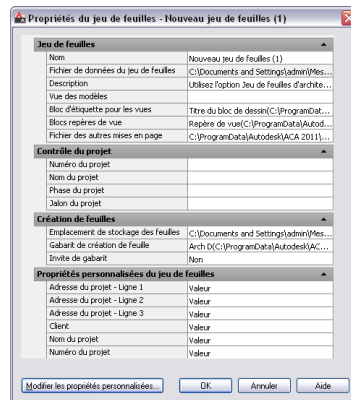 Propriétés du jeu de feuilles - Nouveau jeu de feuilles (1)
Jeu de feuilles
Nom Nouveau jeu de feuilles (1)
Fichier de données du jeu de feuilles C:\Documents and Settings\admin\Mes...
Description Utilisez l'option Jeu de feuilles d'archite...
Vue des modèles
Bloc d'étiquette pour les vues Titre du bloc de dessin(C:\ProgramDat...
Blocs repères de vue Repère de vue(C:\ProgramData\Autod...
Fichier des autres mises en page C:\ProgramData\Autodesk\ACA 2011\...
Contrôle du projet
Numéro du projet
Nom du projet
Phase du projet
Jalon du projet
Création de feuilles
Emplacement de stockage des feuilles C:\Documents and Settings\admin\Mes...
Gabarit de création de feuille Arch D(C:\ProgramData\Autodesk\AC...
Invite de gabarit Non
Propriétés personnalisées du jeu de feuilles
Adresse du projet - Ligne 1 Valeur
Adresse du projet - Ligne 2 Valeur
Adresse du projet - Ligne 3 Valeur
Client Valeur
Nom du projet Valeur
Numéro du projet Valeur
Modifier les propriétés personnalisées... OK Annuler Aide